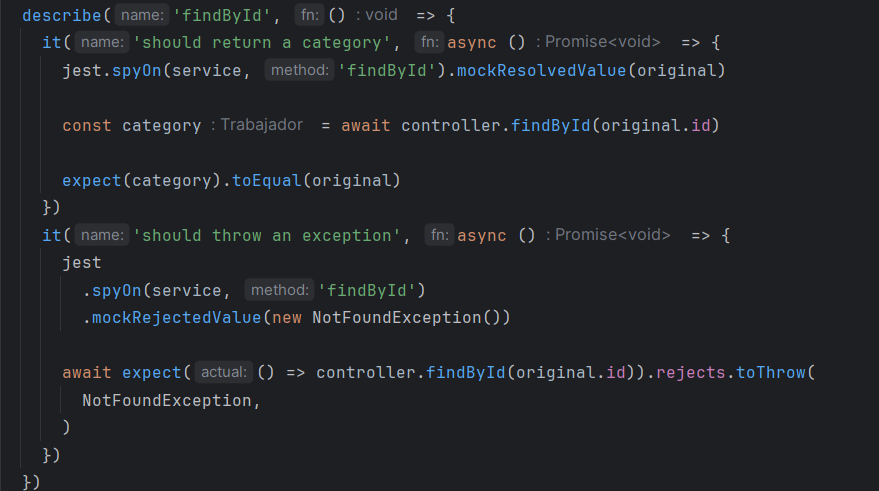 describe( name: 'findById', fn: () : void => {
it( name: 'should return a category', fn: async () : Promise<void> => {
jest.spyOn(service, method: 'findById').mockResolvedValue(original)
const category : Trabajador = await controller.findById(original.id)
expect(category).toEqual(original)
})
it( name: 'should throw an exception', fn: async () : Promise<void> => {
jest
.spyOn(service, method: 'findById')
.mockRejectedValue(new NotFoundException())
await expect( actual: () => controller.findById(original.id)).rejects.toThrow(
NotFoundException,
)
})
})